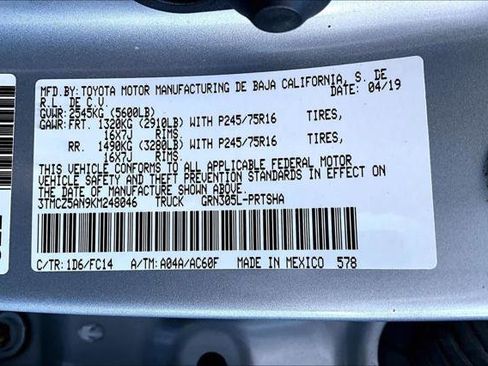 MFD.BY: TOYOTA MOTOR MANUFACTURING DE BAJA CALIFORNIA, S. DE
R.L. DE C.V. DATE: 04/19
GVWR: 2545KG (5600LB)
GAWR: FRT. 1320KG (2910LB) WITH P245/75R16 TIRES,
16X7J RIMS.
RR. 1490KG (3280LB) WITH P245/75R16 TIRES,
16X7J RIMS.
THIS VEHICLE CONFORMS TO ALL APPLICABLE FEDERAL MOTOR
VEHICLE SAFETY AND THEFT PREVENTION STANDARDS IN EFFECT
ON THE DATE OF MANUFACTURE SHOWN ABOVE.
3TMCZ5AN9KM248046 TRUCK GRN305L-PRTSHA
C/TR: 1D6/FC14 A/TM: A04A/AC60F MADE IN MEXICO 578